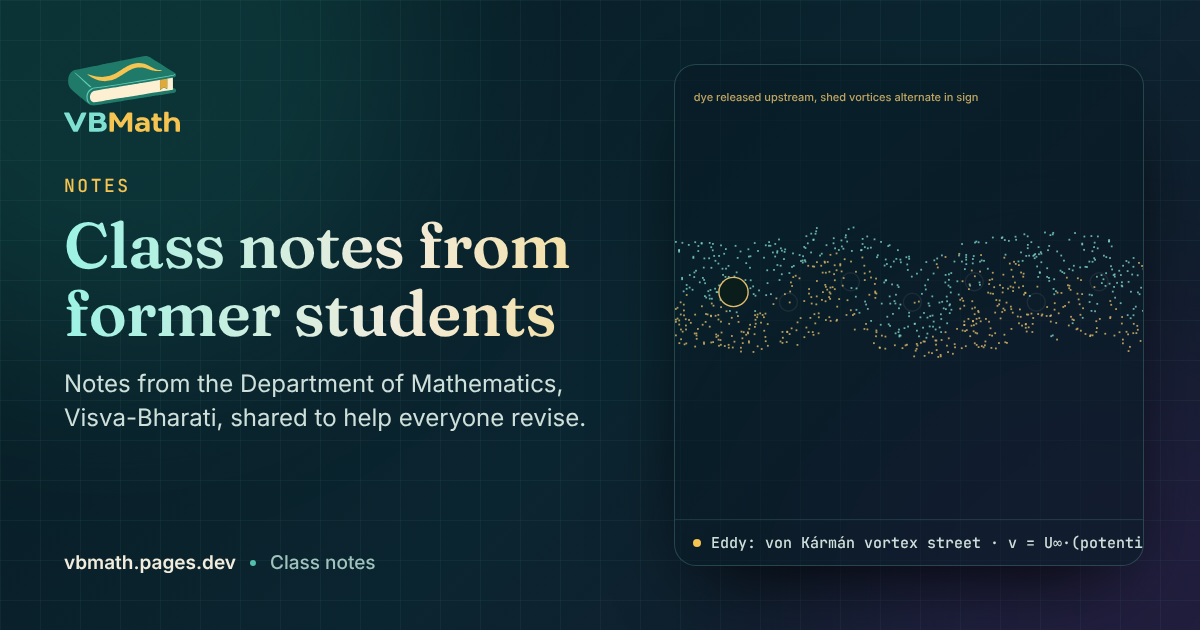 VBMath
NOTES
Class notes from
former students
Notes from the Department of Mathematics,
Visva-Bharati, shared to help everyone revise.
vbmath.pages.dev • Class notes
dye released upstream, shed vortices alternate in sign
Eddy: von Kármán vortex street · v = U∞·(potenti